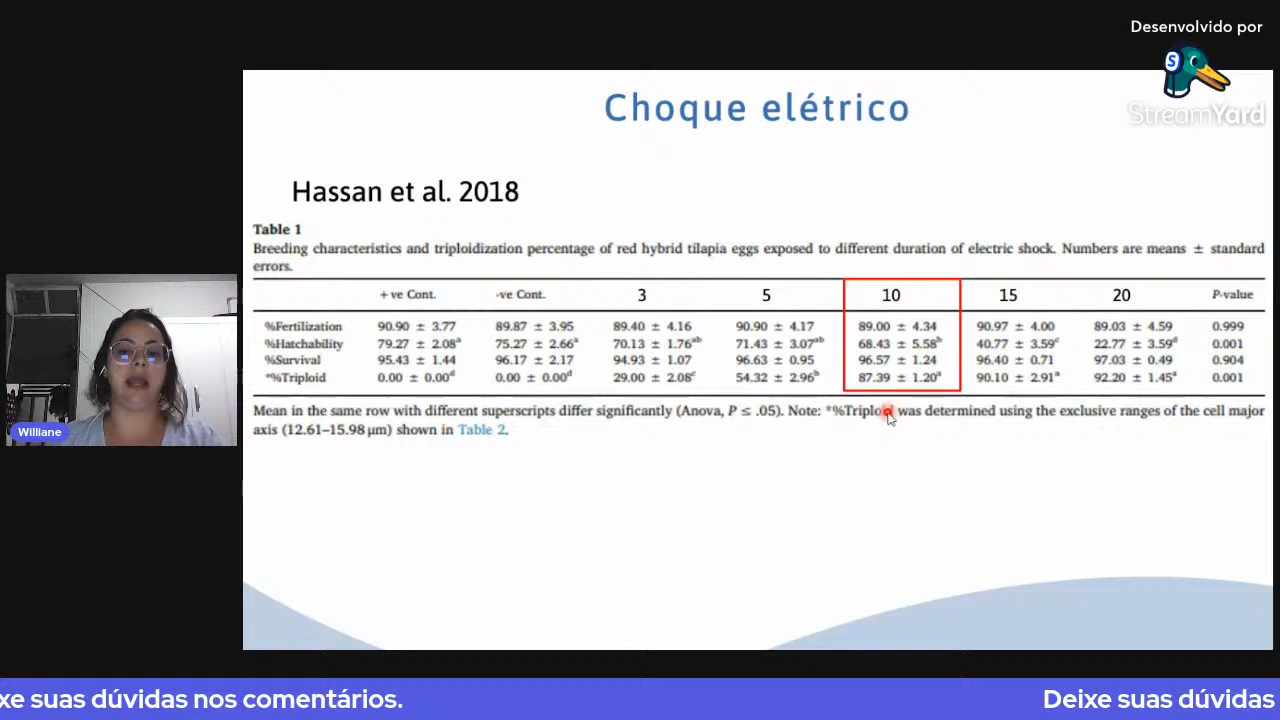 Desenvolvido por
StreamYard
Choque elétrico
Hassan et al. 2018
Table 1
Breeding characteristics and triploidization percentage of red hybrid tilapia eggs exposed to different duration of electric shock. Numbers are means ± standard
errors.
+ve Cont. -ve Cont. 3 5 10 15 20 P-value
%Fertilization 90.90 ± 3.77 89.87 ± 3.95 89.40 ± 4.16 90.90 ± 4.17 89.00 ± 4.34 90.97 ± 4.00 89.03 ± 4.59 0.999
%Hatchability 79.27 ± 2.08ᵃ 75.27 ± 2.66ᵃ 70.13 ± 1.76ᵃᵇ 71.43 ± 3.07ᵃᵇ 68.43 ± 5.58ᵇ 40.77 ± 3.59ᶜ 22.77 ± 3.59ᵈ 0.001
%Survival 95.43 ± 1.44 96.17 ± 2.17 94.93 ± 1.07 96.63 ± 0.95 96.57 ± 1.24 96.40 ± 0.71 97.03 ± 0.49 0.904
*%Triploid 0.00 ± 0.00ᵈ 0.00 ± 0.00ᵈ 29.00 ± 2.08ᶜ 54.32 ± 2.96ᵇ 87.39 ± 1.20ᵃ 90.10 ± 2.91ᵃ 92.20 ± 1.45ᵃ 0.001
Mean in the same row with different superscripts differ significantly (Anova, P ≤ .05). Note: *%Triploid was determined using the exclusive ranges of the cell major
axis (12.61–15.98 μm) shown in Table 2.
Williane
xe suas dúvidas nos comentários.
Deixe suas dúvidas